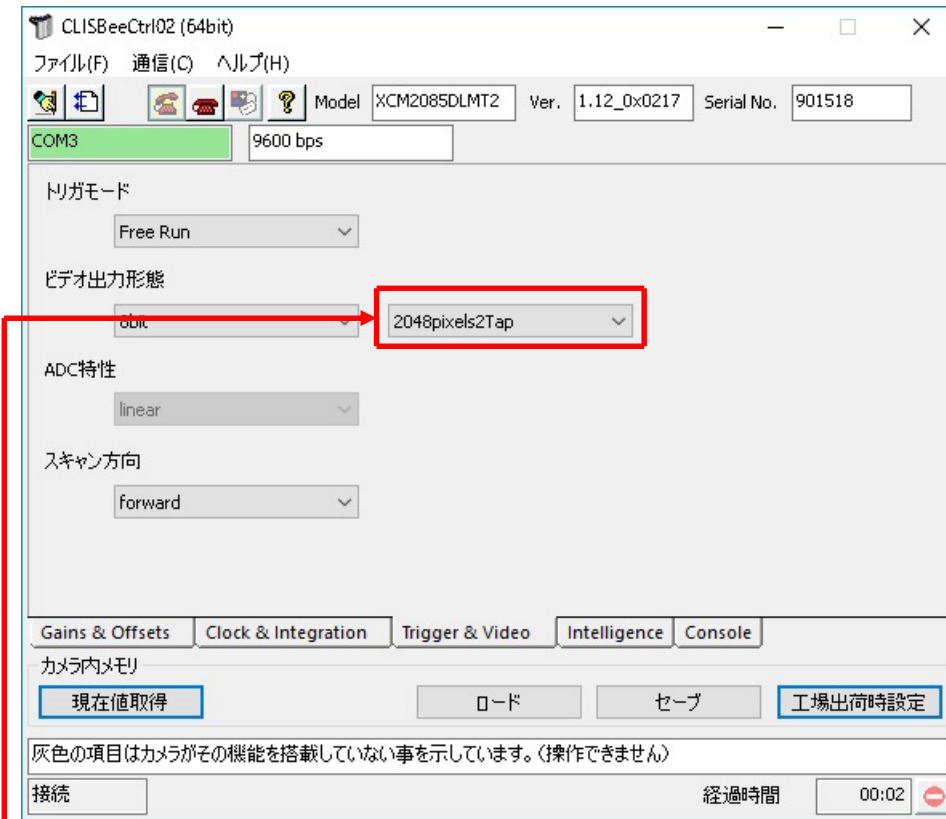 CLISBeeCtrl02 (64bit)
ファイル(F) 通信(C) ヘルプ(H)
Model XCM2085DLMT2 Ver. 1.12_0x0217 Serial No. 901518
COM3 9600 bps
トリガモード
Free Run
ビデオ出力形態
8bit 2048pixels2Tap
ADC特性
linear
スキャン方向
forward
Gains & Offsets Clock & Integration Trigger & Video Intelligence Console
カメラ内メモリ
現在値取得 ロード セーブ 工場出荷時設定
灰色の項目はカメラがその機能を搭載していない事を示しています。(操作できません)
接続 経過時間 00:02